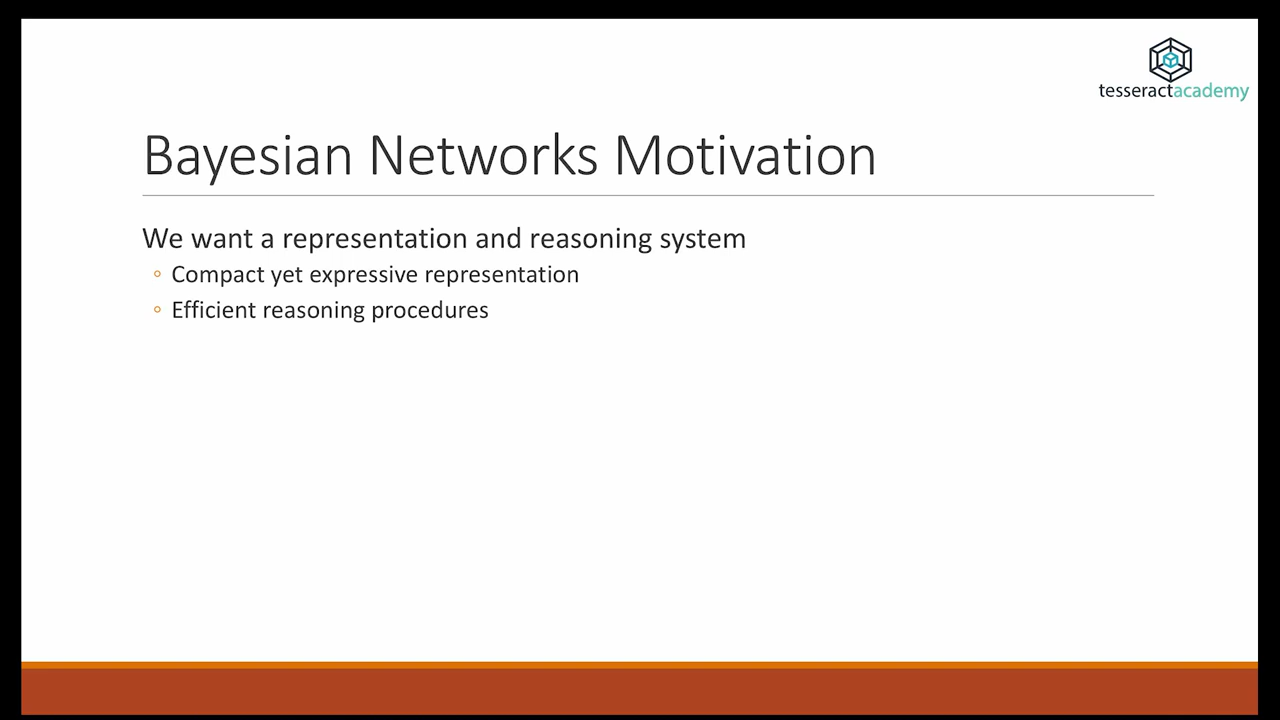 tesseractacademy
Bayesian Networks Motivation
We want a representation and reasoning system
◦ Compact yet expressive representation
◦ Efficient reasoning procedures